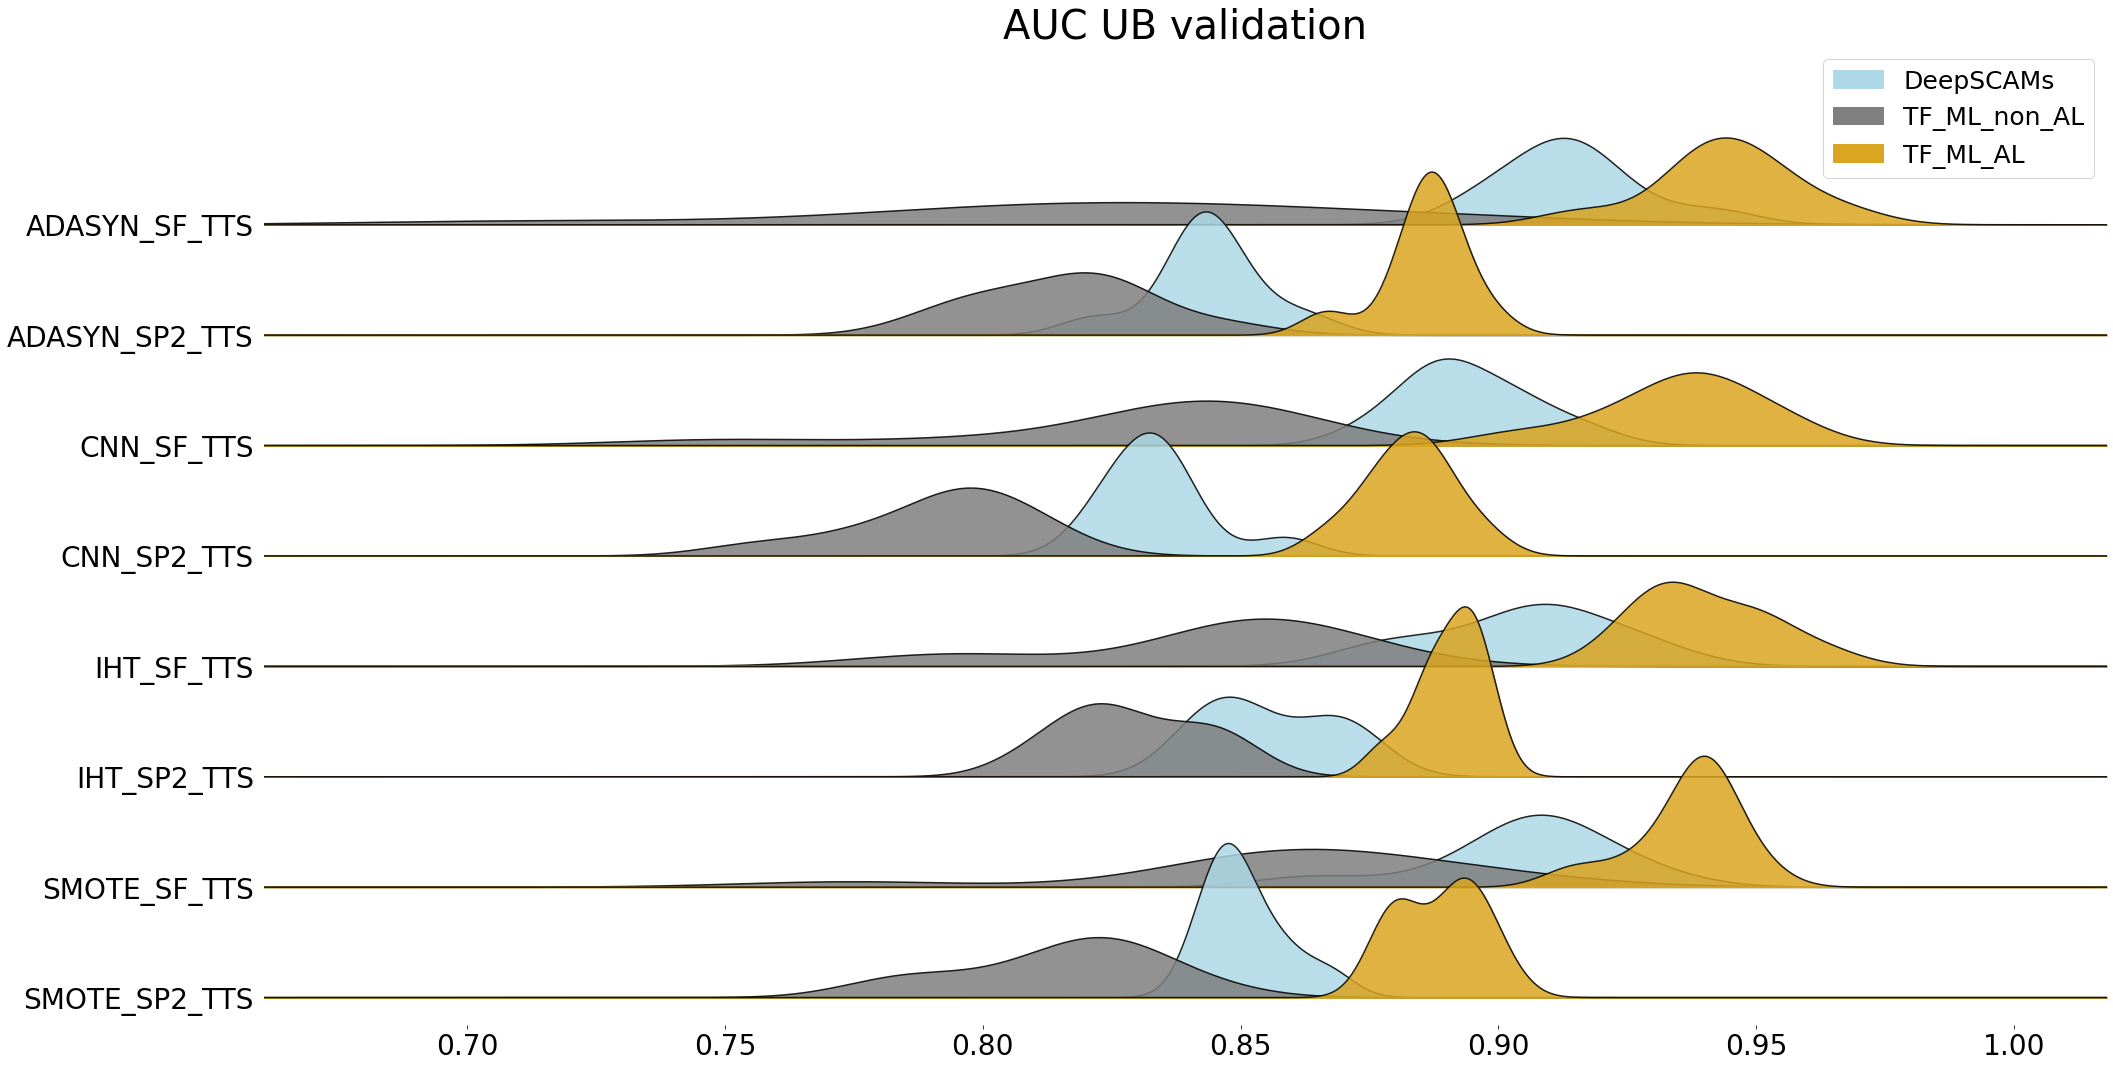 AUC UB validation
DeepSCAMs
TF_ML_non_AL
TF_ML_AL
ADASYN_SF_TTS
ADASYN_SP2_TTS
CNN_SF_TTS
CNN_SP2_TTS
IHT_SF_TTS
IHT_SP2_TTS
SMOTE_SF_TTS
SMOTE_SP2_TTS
0.70 0.75 0.80 0.85 0.90 0.95 1.00